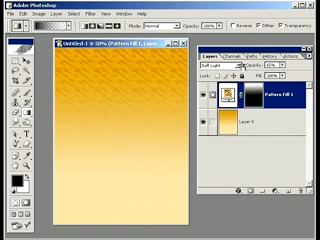 Adobe Photoshop
File Edit Image Layer Select Filter View Window Help
Mode: Normal Opacity: 100% Reverse Dither Transparency
Untitled-1 @ 50% (Pattern Fill 1, Layer
Layers Channels Paths History Actions
Soft Light Opacity: 65%
Lock: Fill: 100%
Pattern Fill 1
Layer 0